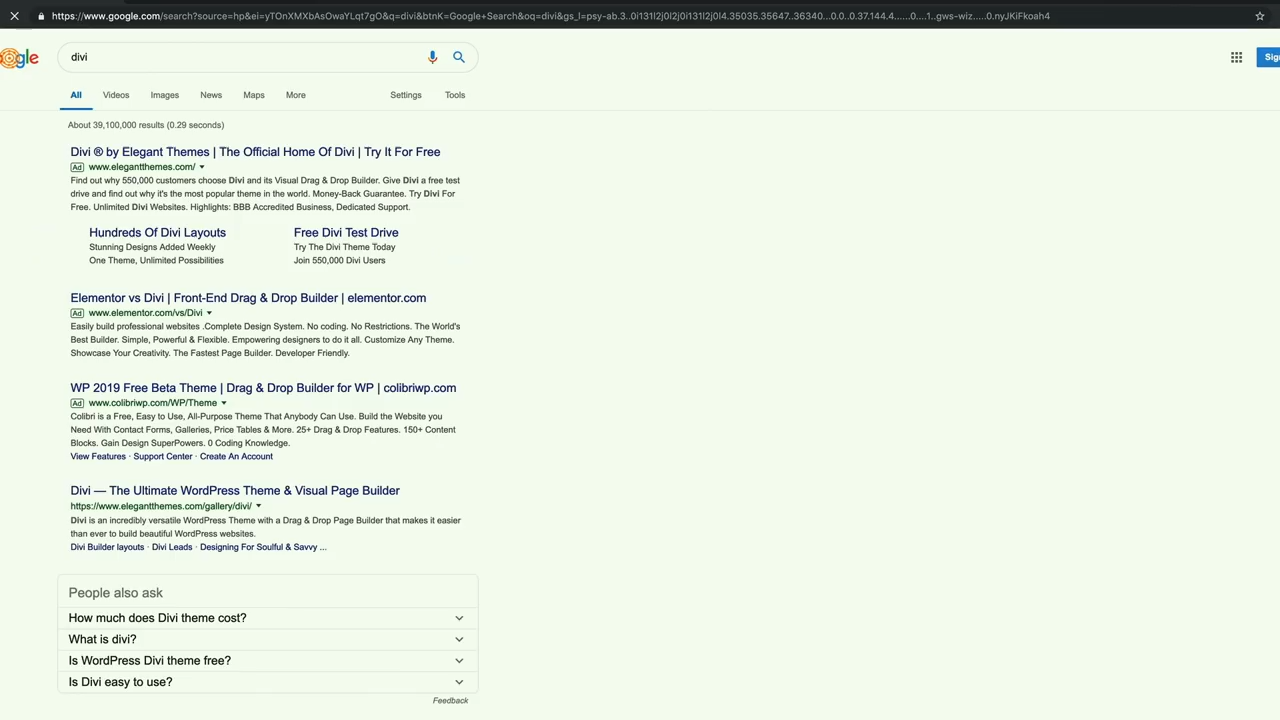 https://www.google.com/search?source=hp&ei=yTOnXMXbAsOwaYLqt7gO&q=divi&btnK=Google+Search&oq=divi&gs_l=psy-ab.3..0i131l2j0l2j0i131l2j0l4.35035.35647..36340...0.0..0.37.144.4......0....1..gws-wiz.....0.nyJKiFkoah4
divi
Sig
All Videos Images News Maps More Settings Tools
About 39,100,000 results (0.29 seconds)
Divi ® by Elegant Themes | The Official Home Of Divi | Try It For Free
Ad www.elegantthemes.com/
Find out why 550,000 customers choose Divi and its Visual Drag & Drop Builder. Give Divi a free test
drive and find out why it's the most popular theme in the world. Money-Back Guarantee. Try Divi For
Free. Unlimited Divi Websites. Highlights: BBB Accredited Business, Dedicated Support.
Hundreds Of Divi Layouts Free Divi Test Drive
Stunning Designs Added Weekly Try The Divi Theme Today
One Theme, Unlimited Possibilities Join 550,000 Divi Users
Elementor vs Divi | Front-End Drag & Drop Builder | elementor.com
Ad www.elementor.com/vs/Divi
Easily build professional websites .Complete Design System. No coding. No Restrictions. The World's
Best Builder. Simple, Powerful & Flexible. Empowering designers to do it all. Customize Any Theme.
Showcase Your Creativity. The Fastest Page Builder. Developer Friendly.
WP 2019 Free Beta Theme | Drag & Drop Builder for WP | colibriwp.com
Ad www.colibriwp.com/WP/Theme
Colibri is a Free, Easy to Use, All-Purpose Theme That Anybody Can Use. Build the Website you
Need With Contact Forms, Galleries, Price Tables & More. 25+ Drag & Drop Features. 150+ Content
Blocks. Gain Design SuperPowers. 0 Coding Knowledge.
View Features · Support Center · Create An Account
Divi — The Ultimate WordPress Theme & Visual Page Builder
https://www.elegantthemes.com/gallery/divi/
Divi is an incredibly versatile WordPress Theme with a Drag & Drop Page Builder that makes it easier
than ever to build beautiful WordPress websites.
Divi Builder layouts · Divi Leads · Designing For Soulful & Savvy ...
People also ask
How much does Divi theme cost?
What is divi?
Is WordPress Divi theme free?
Is Divi easy to use?
Feedback